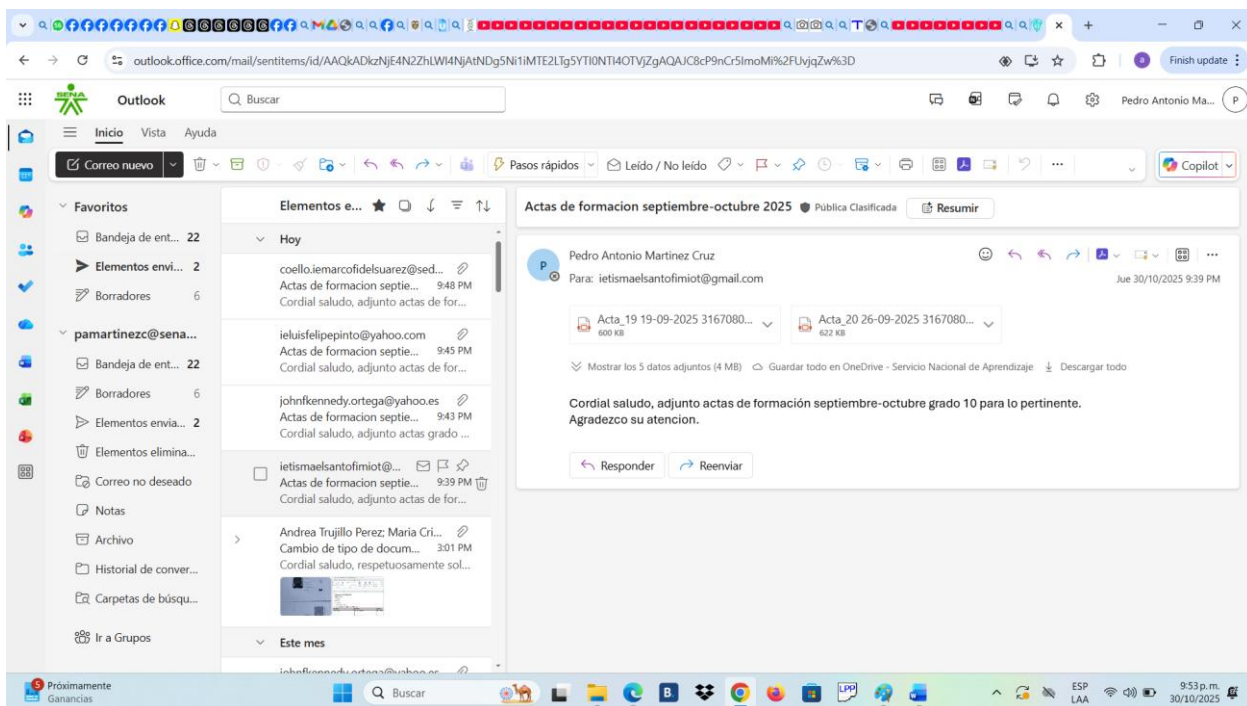 outlook.office.com/mail/sentitems/id/AAQkADkzNjE4N2ZhLWI4NjAtNDg5Ni1iMTE2LTg5YTI0NTI4OTVjZgAQAJC8cP9nCr5ImoMi%2FUvjqZw%3D
Finish update
SENA
Outlook
Buscar
Pedro Antonio Ma...
P
Inicio Vista Ayuda
Correo nuevo
Pasos rápidos
Leído / No leído
Copilot
Favoritos
Bandeja de ent... 22
Elementos envi... 2
Borradores 6
pamartinezc@sena...
Bandeja de ent... 22
Borradores 6
Elementos envia... 2
Elementos elimina...
Correo no deseado
Notas
Archivo
Historial de conver...
Carpetas de búsqu...
Ir a Grupos
Elementos e...
Hoy
coello.iemarcofidelsuarez@sed...
Actas de formacion septie... 9:48 PM
Cordial saludo, adjunto actas de for...
ieluisfelipepinto@yahoo.com
Actas de formacion septie... 9:45 PM
Cordial saludo, adjunto actas de for...
johnfkennedy.ortega@yahoo.es
Actas de formacion septie... 9:43 PM
Cordial saludo, adjunto actas grado ...
ietismaelsantofimiot@...
Actas de formacion septie... 9:39 PM
Cordial saludo, adjunto actas de for...
Andrea Trujillo Perez; Maria Cri...
Cambio de tipo de docum... 3:01 PM
Cordial saludo, respetuosamente sol...
Este mes
johnfkennedy.ortega@yahoo.es
Actas de formacion septiembre-octubre 2025 Pública Clasificada Resumir
P
Pedro Antonio Martinez Cruz
Para: ietismaelsantofimiot@gmail.com
Jue 30/10/2025 9:39 PM
Acta_19 19-09-2025 3167080...
600 KB
Acta_20 26-09-2025 3167080...
622 KB
Mostrar los 5 datos adjuntos (4 MB) Guardar todo en OneDrive - Servicio Nacional de Aprendizaje Descargar todo
Cordial saludo, adjunto actas de formación septiembre-octubre grado 10 para lo pertinente.
Agradezco su atencion.
Responder Reenviar
5
Próximamente
Ganancias
Buscar
B.
LPP
ESP
LAA
9:53 p. m.
30/10/2025